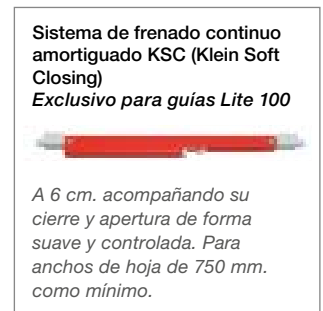 Sistema de frenado continuo
amortiguado KSC (Klein Soft
Closing)
Exclusivo para guías Lite 100
A 6 cm. acompañando su
cierre y apertura de forma
suave y controlada. Para
anchos de hoja de 750 mm.
como mínimo.